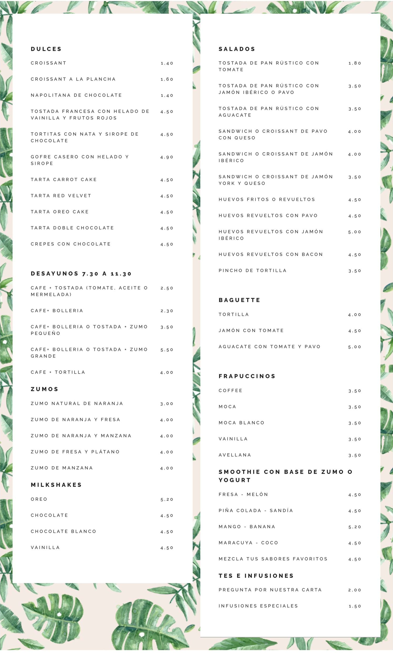 DULCES
CROISSANT 1.40
CROISSANT A LA PLANCHA 1.60
NAPOLITANA DE CHOCOLATE 1.40
TOSTADA FRANCESA CON HELADO DE 4.50
VAINILLA Y FRUTOS ROJOS
TORTITAS CON NATA Y SIROPE DE 4.50
CHOCOLATE
GOFRE CASERO CON HELADO Y 4.90
SIROPE
TARTA CARROT CAKE 4.50
TARTA RED VELVET 4.50
TARTA OREO CAKE 4.50
TARTA DOBLE CHOCOLATE 4.50
CREPES CON CHOCOLATE 4.50
DESAYUNOS 7.30 A 11.30
CAFE + TOSTADA (TOMATE, ACEITE O 2.50
MERMELADA)
CAFE+ BOLLERIA 2.30
CAFE+ BOLLERIA O TOSTADA + ZUMO 3.50
PEQUEÑO
CAFE+ BOLLERIA O TOSTADA + ZUMO 5.50
GRANDE
CAFE + TORTILLA 4.00
ZUMOS
ZUMO NATURAL DE NARANJA 3.00
ZUMO DE NARANJA Y FRESA 4.00
ZUMO DE NARANJA Y MANZANA 4.00
ZUMO DE FRESA Y PLÁTANO 4.00
ZUMO DE MANZANA 4.00
MILKSHAKES
OREO 5.20
CHOCOLATE 4.50
CHOCOLATE BLANCO 4.50
VAINILLA 4.50
SALADOS
TOSTADA DE PAN RÚSTICO CON 1.80
TOMATE
TOSTADA DE PAN RÚSTICO CON 3.50
JAMÓN IBÉRICO O PAVO
TOSTADA DE PAN RÚSTICO CON 3.50
AGUACATE
SANDWICH O CROISSANT DE PAVO 4.00
CON QUESO
SANDWICH O CROISSANT DE JAMÓN 4.00
IBÉRICO
SANDWICH O CROISSANT DE JAMÓN 3.50
YORK Y QUESO
HUEVOS FRITOS O REVUELTOS 4.50
HUEVOS REVUELTOS CON PAVO 4.50
HUEVOS REVUELTOS CON JAMÓN 5.00
IBÉRICO
HUEVOS REVUELTOS CON BACON 4.50
PINCHO DE TORTILLA 3.50
BAGUETTE
TORTILLA 4.00
JAMÓN CON TOMATE 4.50
AGUACATE CON TOMATE Y PAVO 5.00
FRAPUCCINOS
COFFEE 3.50
MOCA 3.50
MOCA BLANCO 3.50
VAINILLA 3.50
AVELLANA 3.50
SMOOTHIE CON BASE DE ZUMO O
YOGURT
FRESA - MELÓN 4.50
PIÑA COLADA - SANDÍA 4.50
MANGO - BANANA 5.20
MARACUYA - COCO 4.50
MEZCLA TUS SABORES FAVORITOS 4.50
TES E INFUSIONES
PREGUNTA POR NUESTRA CARTA 2.00
INFUSIONES ESPECIALES 1.50